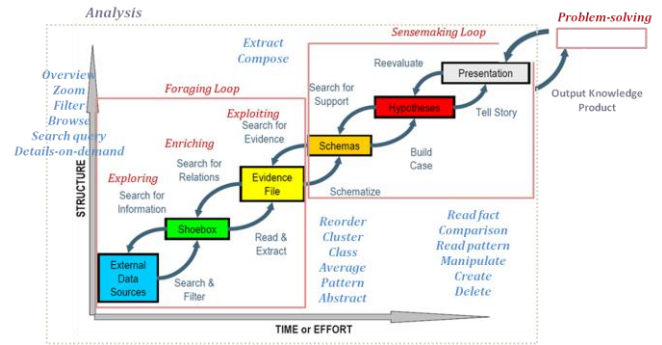 Analysis
Problem-solving
Sensemaking Loop
Extract
Compose
Reevaluate
Presentation
Overview
Zoom
Filter
Browse
Search query
Details-on-demand
Foraging Loop
Search for
Support
Hypotheses
Tell Story
Output Knowledge
Product
Exploiting
Search for
Evidence
Schemas
Build
Case
Enriching
Search for
Relations
Evidence
File
Schematize
Exploring
Search for
Information
Shoebox
Read &
Extract
External
Data
Sources
Search &
Filter
Reorder
Cluster
Class
Average
Pattern
Abstract
Read fact
Comparison
Read pattern
Manipulate
Create
Delete
STRUCTURE
TIME or EFFORT